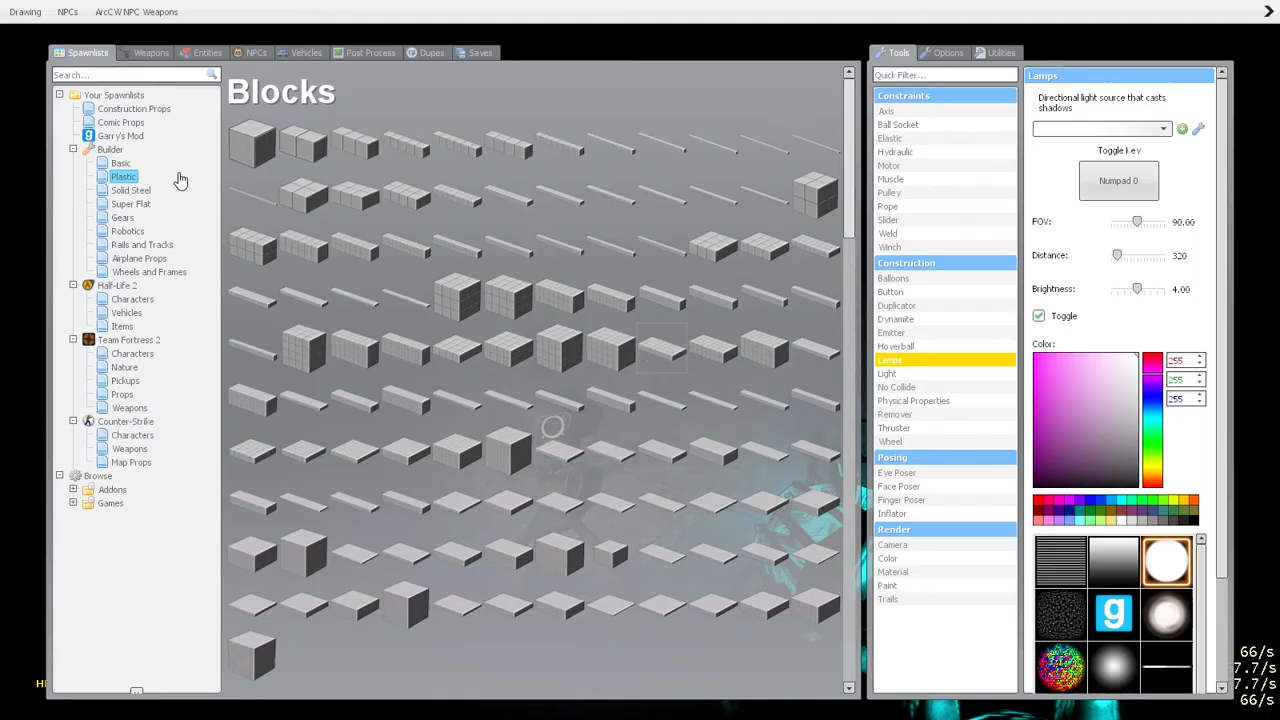 Drawing NPCs ArcCW NPC Weapons
Spawnlists Weapons Entities NPCs Vehicles Post Process Dupes Saves
Search...
Your Spawnlists
Construction Props
Comic Props
Garry's Mod
Builder
Basic
Plastic
Solid Steel
Super Flat
Gears
Robotics
Rails and Tracks
Airplane Props
Wheels and Frames
Half-Life 2
Characters
Vehicles
Items
Team Fortress 2
Characters
Nature
Pickups
Props
Weapons
Counter-Strike
Characters
Weapons
Map Props
Browse
Addons
Games
Blocks
Tools Options Utilities
Quick Filter...
Constraints
Axis
Ball Socket
Elastic
Hydraulic
Motor
Muscle
Pulley
Rope
Slider
Weld
Winch
Construction
Balloons
Button
Duplicator
Dynamite
Emitter
Hoverball
Lamps
Light
No Collide
Physical Properties
Remover
Thruster
Wheel
Posing
Eye Poser
Face Poser
Finger Poser
Inflator
Render
Camera
Color
Material
Paint
Trails
Lamps
Directional light source that casts
shadows
Toggle Key
Numpad 0
FOV: 90.00
Distance: 320
Brightness: 4.00
Toggle
Color:
255
255
255
g
66/s
7.7/s
7.7/s
66/s